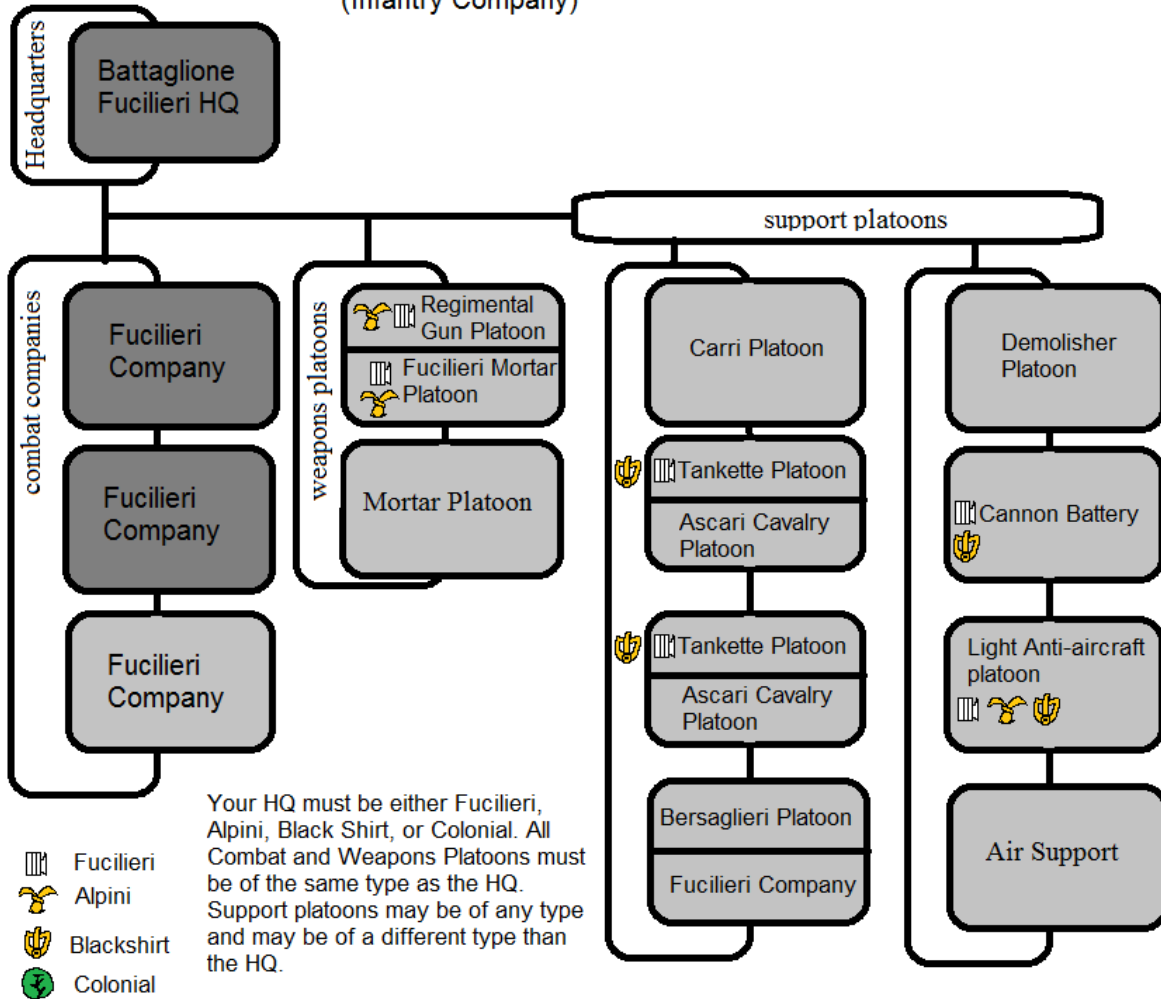 (Infantry Company)
Headquarters
Battaglione
Fucilieri HQ
support platoons
combat companies
Fucilieri
Company
Fucilieri
Company
Fucilieri
Company
weapons platoons
Regimental
Gun Platoon
Fucilieri Mortar
Platoon
Mortar Platoon
Carri Platoon
Tankette Platoon
Ascari Cavalry
Platoon
Tankette Platoon
Ascari Cavalry
Platoon
Bersaglieri Platoon
Fucilieri Company
Demolisher
Platoon
Cannon Battery
Light Anti-aircraft
platoon
Air Support
Fucilieri
Alpini
Blackshirt
Colonial
Your HQ must be either Fucilieri,
Alpini, Black Shirt, or Colonial. All
Combat and Weapons Platoons must
be of the same type as the HQ.
Support platoons may be of any type
and may be of a different type than
the HQ.